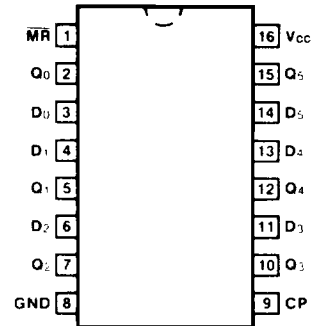 M̅R̅ 1 16 Vcc
Q0 2 15 Q5
D0 3 14 D5
D1 4 13 D4
Q1 5 12 Q4
D2 6 11 D3
Q2 7 10 Q3
GND 8 9 CP